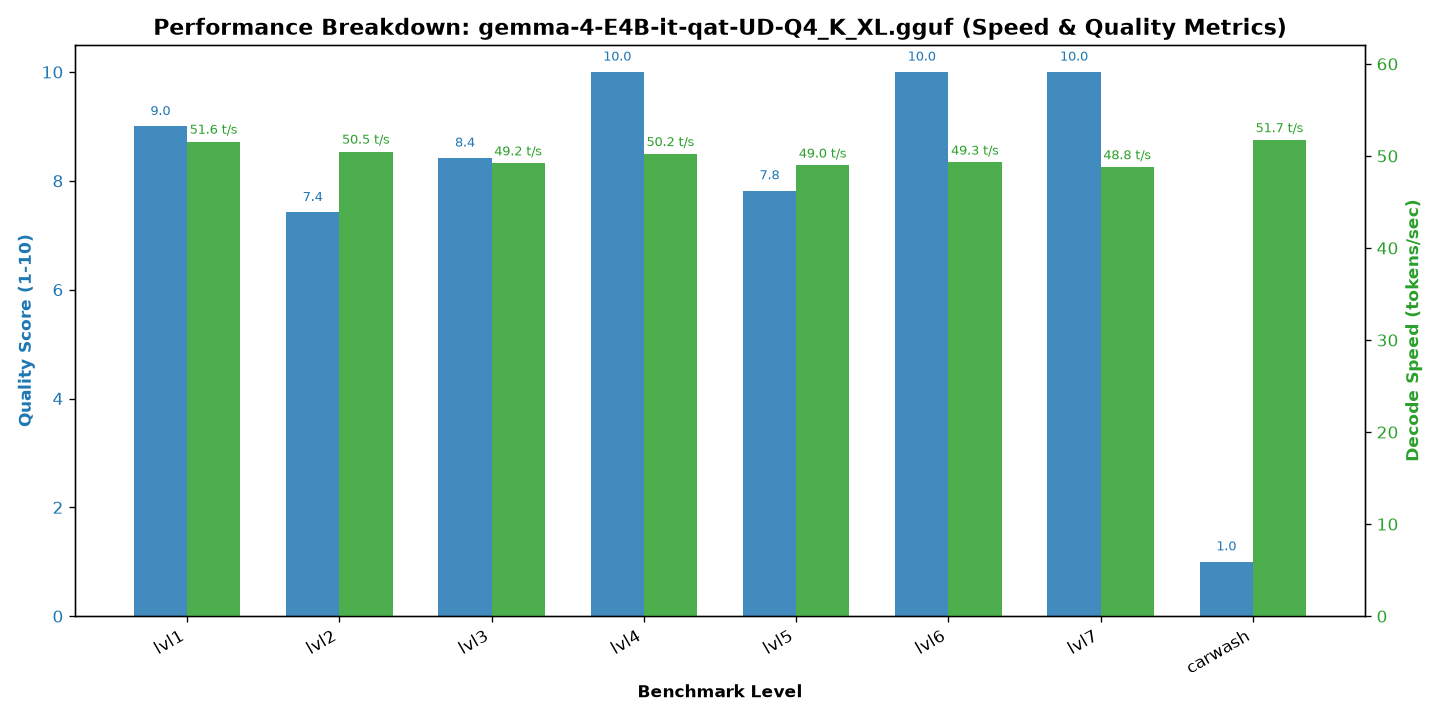 Performance Breakdown: gemma-4-E4B-it-qat-UD-Q4_K_XL.gguf (Speed & Quality Metrics)
Quality Score (1-10)
10
8
6
4
2
0
9.0
51.6 t/s
7.4
50.5 t/s
8.4
49.2 t/s
10.0
50.2 t/s
7.8
49.0 t/s
10.0
49.3 t/s
10.0
48.8 t/s
1.0
51.7 t/s
60
50
40
30
20
10
0
Decode Speed (tokens/sec)
lvl1
lvl2
lvl3
lvl4
lvl5
lvl6
lvl7
carwash
Benchmark Level